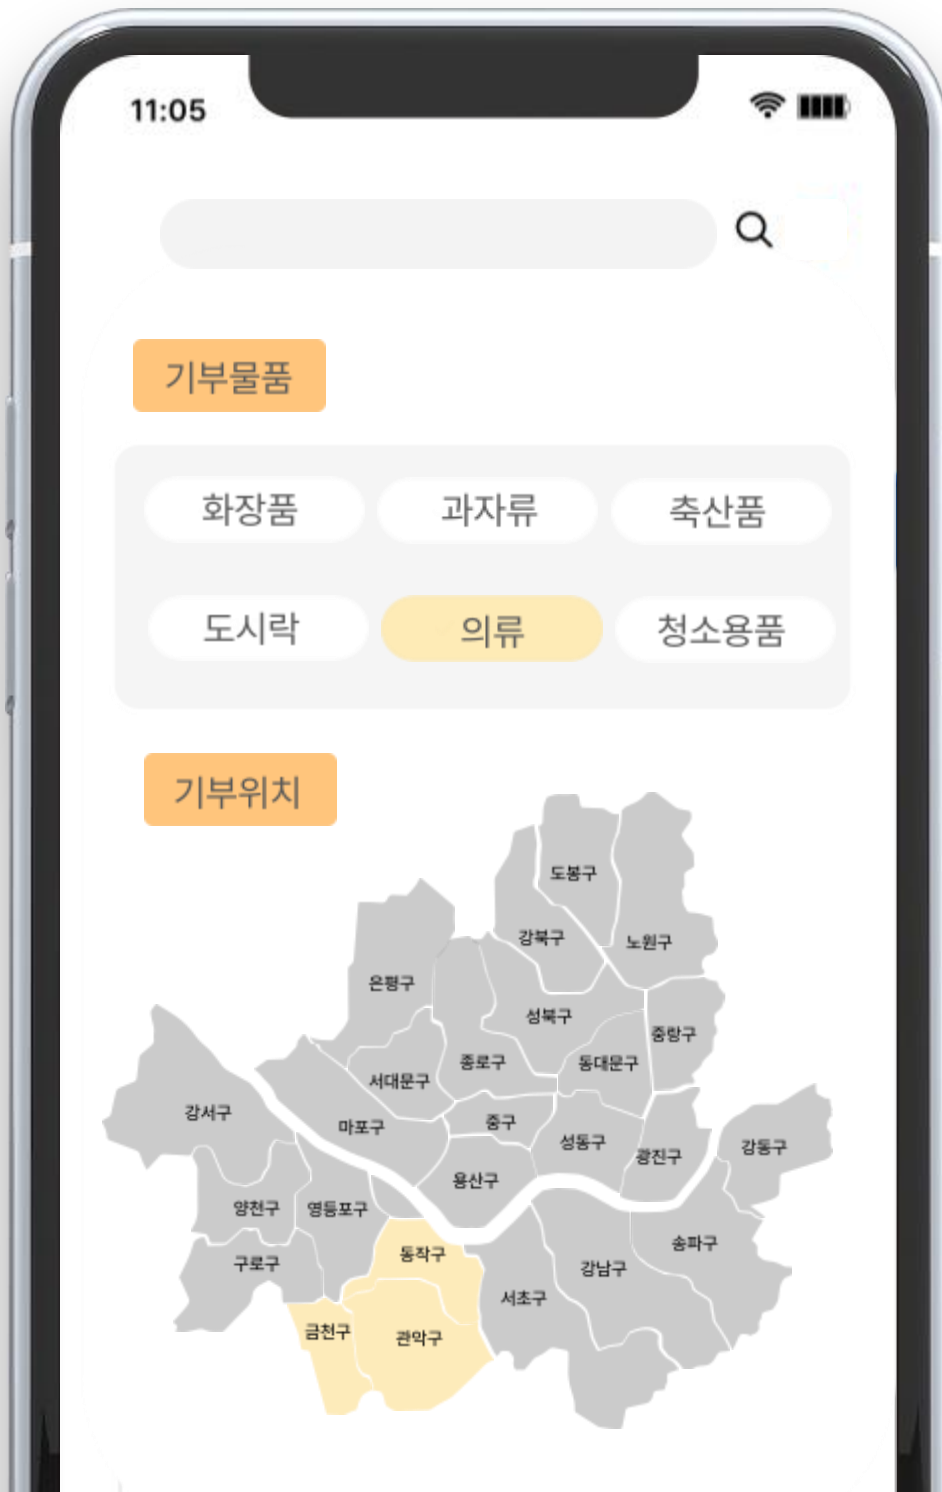 11:05
기부물품
화장품 과자류 축산품
도시락 의류 청소용품
기부위치
도봉구
강북구 노원구
은평구
성북구
중랑구
종로구 동대문구
서대문구
강서구
마포구 중구
성동구 광진구 강동구
용산구
양천구 영등포구
구로구 동작구 송파구
강남구
서초구
금천구 관악구